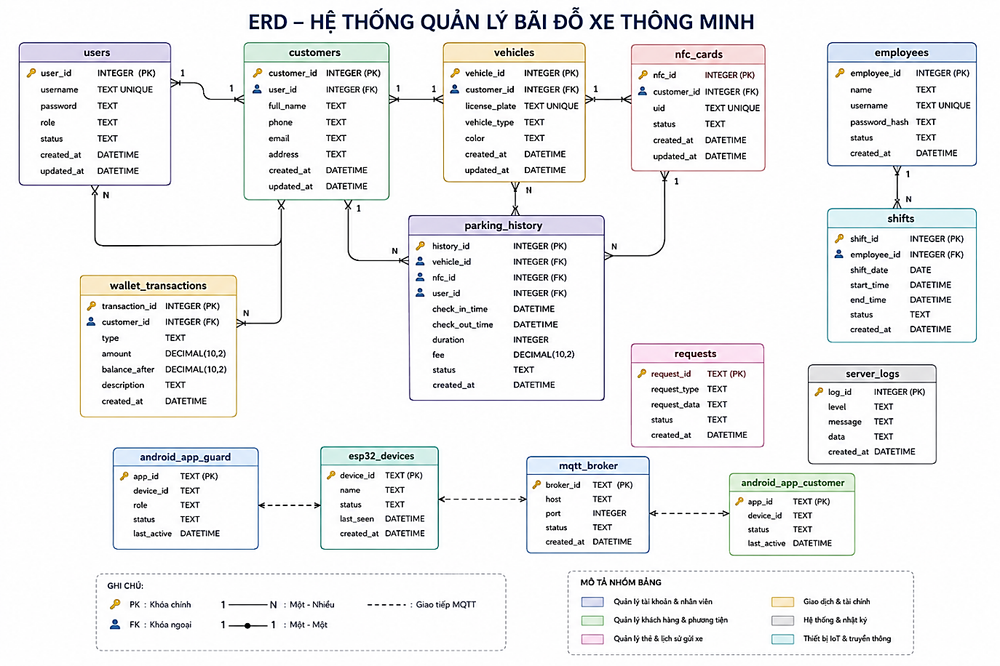 ERD – HỆ THỐNG QUẢN LÝ BÃI ĐỖ XE THÔNG MINH
users
user_id INTEGER (PK)
username TEXT UNIQUE
password TEXT
role TEXT
status TEXT
created_at DATETIME
updated_at DATETIME
1
1
N
customers
customer_id INTEGER (PK)
user_id INTEGER (FK)
full_name TEXT
phone TEXT
email TEXT
address TEXT
created_at DATETIME
updated_at DATETIME
1
1
1
vehicles
vehicle_id INTEGER (PK)
customer_id INTEGER (FK)
license_plate TEXT UNIQUE
vehicle_type TEXT
color TEXT
created_at DATETIME
updated_at DATETIME
1
1
N
nfc_cards
nfc_id INTEGER (PK)
customer_id INTEGER (FK)
uid TEXT UNIQUE
status TEXT
created_at DATETIME
updated_at DATETIME
1
employees
employee_id INTEGER (PK)
name TEXT
username TEXT UNIQUE
password_hash TEXT
status TEXT
created_at DATETIME
1
N
shifts
shift_id INTEGER (PK)
employee_id INTEGER (FK)
shift_date DATE
start_time DATETIME
end_time DATETIME
status TEXT
created_at DATETIME
parking_history
history_id INTEGER (PK)
vehicle_id INTEGER (FK)
nfc_id INTEGER (FK)
user_id INTEGER (FK)
check_in_time DATETIME
check_out_time DATETIME
duration INTEGER
fee DECIMAL(10,2)
status TEXT
created_at DATETIME
N
N
wallet_transactions
transaction_id INTEGER (PK)
customer_id INTEGER (FK)
type TEXT
amount DECIMAL(10,2)
balance_after DECIMAL(10,2)
description TEXT
created_at DATETIME
N
requests
request_id TEXT (PK)
request_type TEXT
request_data TEXT
status TEXT
created_at DATETIME
server_logs
log_id INTEGER (PK)
level TEXT
message TEXT
data TEXT
created_at DATETIME
android_app_guard
app_id TEXT (PK)
device_id TEXT
role TEXT
status TEXT
last_active DATETIME
esp32_devices
device_id TEXT (PK)
name TEXT
status TEXT
last_seen DATETIME
created_at DATETIME
mqtt_broker
broker_id TEXT (PK)
host TEXT
port INTEGER
status TEXT
created_at DATETIME
android_app_customer
app_id TEXT (PK)
device_id TEXT
status TEXT
last_active DATETIME
GHI CHÚ:
PK : Khóa chính
1 N : Một - Nhiều
: Giao tiếp MQTT
FK : Khóa ngoại
1 1 : Một - Một
MÔ TẢ NHÓM BẢNG
Quản lý tài khoản & nhân viên
Giao dịch & tài chính
Quản lý khách hàng & phương tiện
Hệ thống & nhật ký
Quản lý thẻ & lịch sử gửi xe
Thiết bị IoT & truyền thông